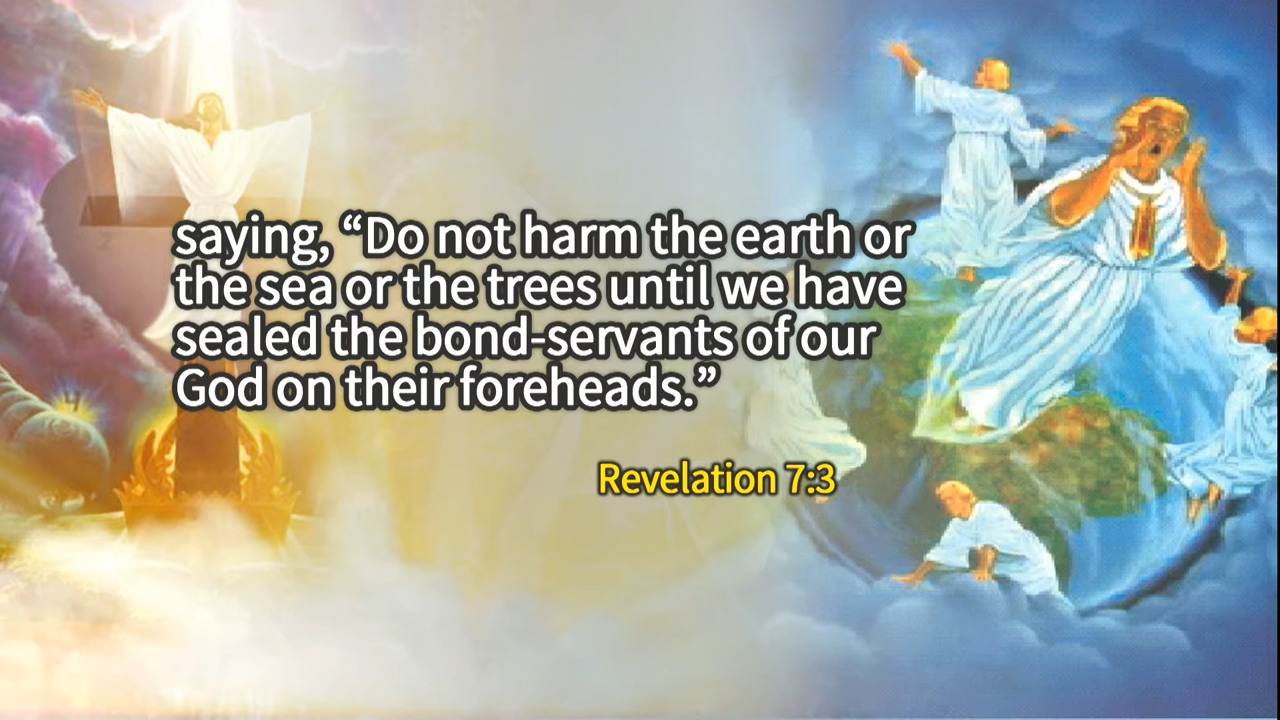 saying, “Do not harm the earth or
the sea or the trees until we have
sealed the bond-servants of our
God on their foreheads.”
Revelation 7:3